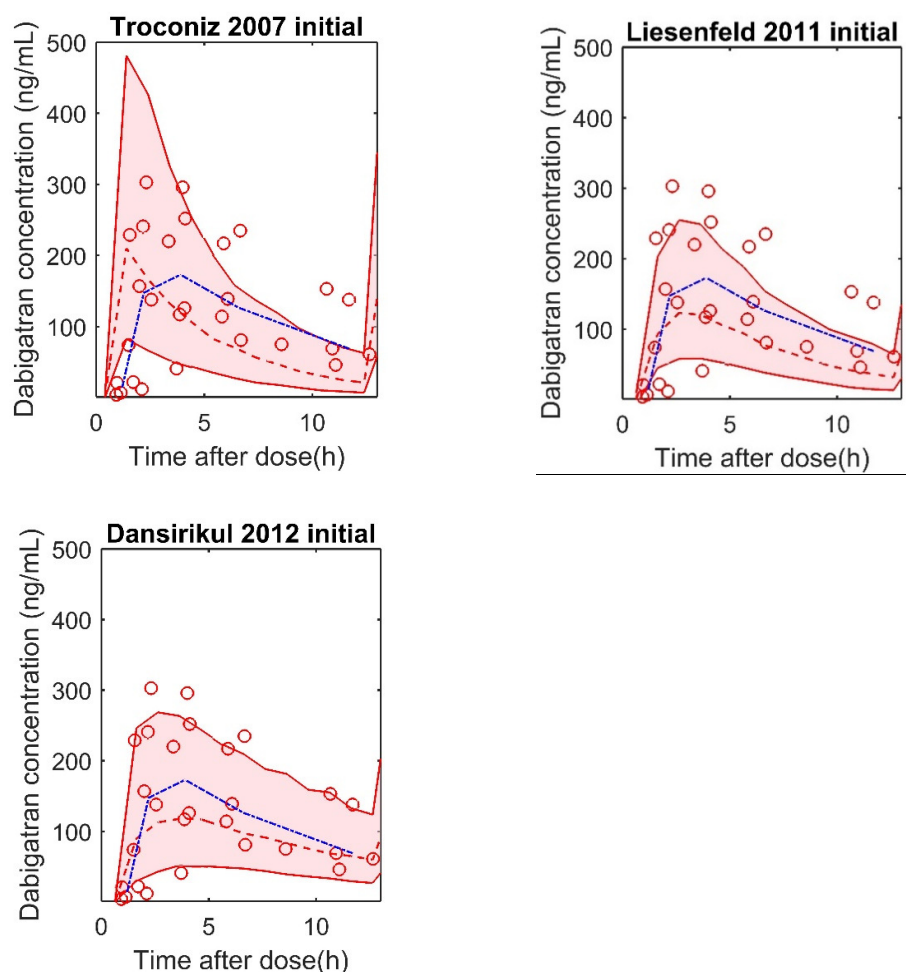 Troconiz 2007 initial
Dabigatran concentration (ng/mL)
500
400
300
200
100
0
5
10
Time after dose(h)
Liesenfeld 2011 initial
Dabigatran concentration (ng/mL)
500
400
300
200
100
0
5
10
Time after dose(h)
Dansirikul 2012 initial
Dabigatran concentration (ng/mL)
500
400
300
200
100
0
5
10
Time after dose(h)